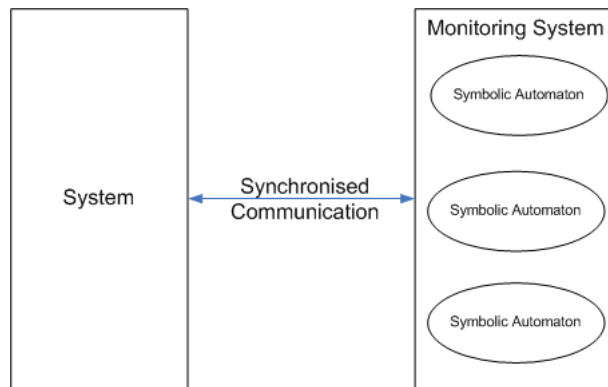 Monitoring System
Symbolic Automaton
System
Synchronised
Communication
Symbolic Automaton
Symbolic Automaton